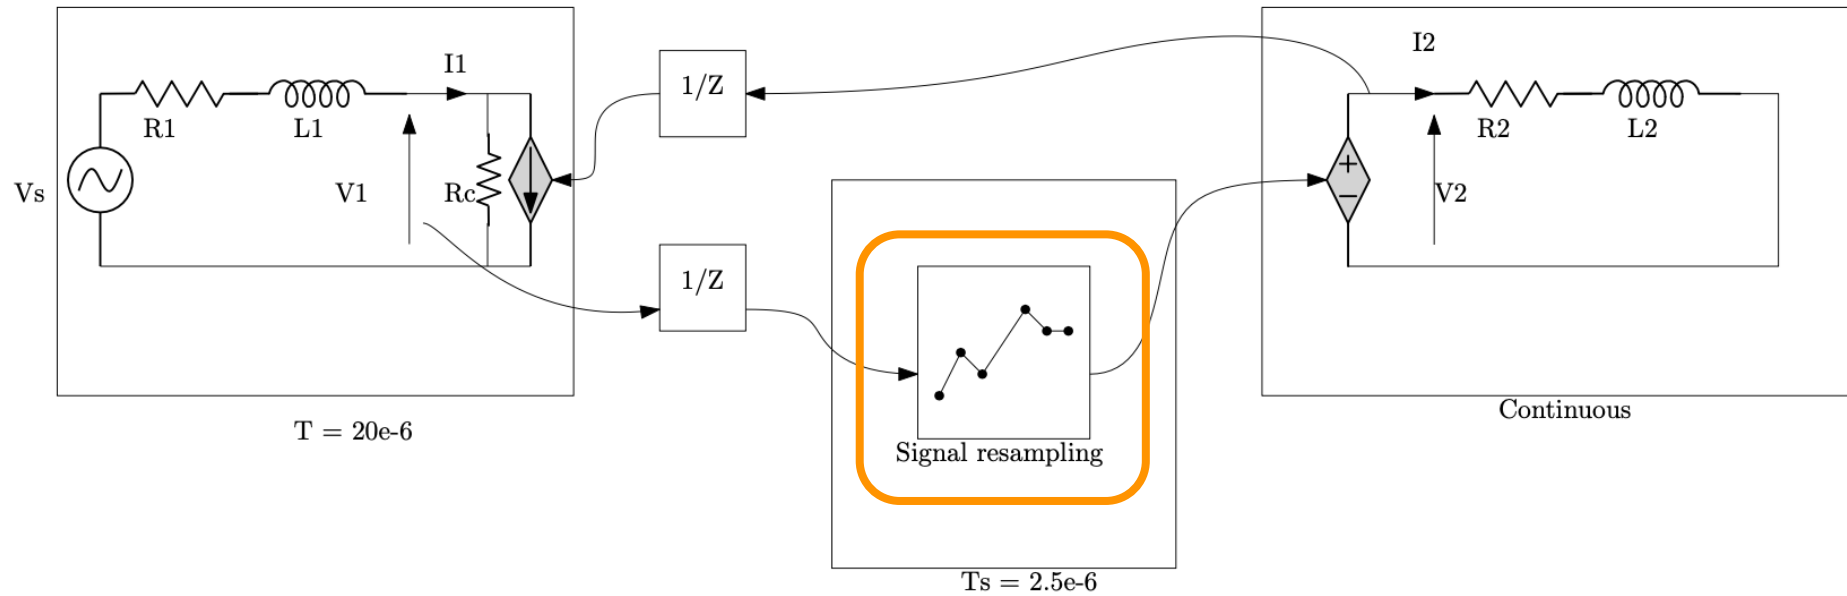 I1
I2
1/Z
R1
L1
R2
L2
Vs
V1
Rc
+
−
V2
1/Z
Continuous
T = 20e-6
Signal resampling
Ts = 2.5e-6